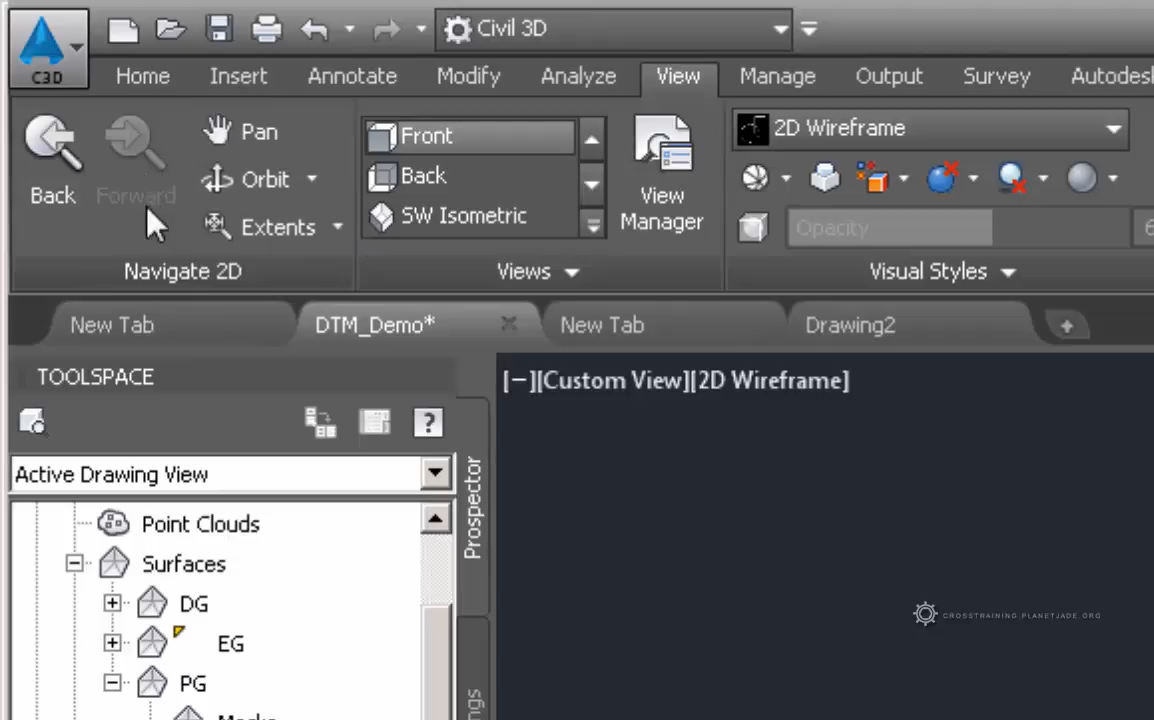 Civil 3D
C3D
Home Insert Annotate Modify Analyze View Manage Output Survey
Back
Forward
Pan
Orbit
Extents
Navigate 2D
Front
Back
SW Isometric
View
Manager
Views
2D Wireframe
Opacity
Visual Styles
New Tab
DTM_Demo*
New Tab
Drawing2
TOOLSPACE
[−][Custom View][2D Wireframe]
?
Active Drawing View
Prospector
Point Clouds
Surfaces
DG
EG
PG
CROSSTRAINING.PLANETJADE.ORG